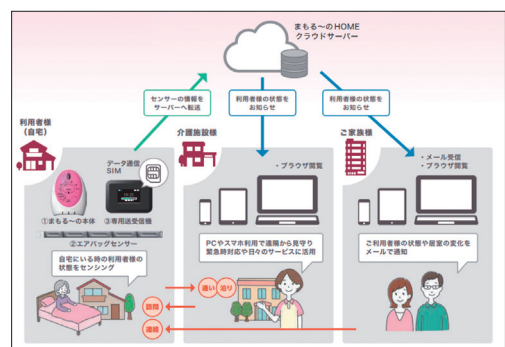 まもる～のHOME
クラウドサーバー
センサーの情報を
サーバーへ転送
利用者様の状態を
お知らせ
利用者様の状態を
お知らせ
利用者様
(自宅)
データ通信
SIM
①まもる～の本体
③専用送受信機
②エアバッグセンサー
自宅にいる時の利用者様の
状態をセンシング
介護施設様
・ブラウザ閲覧
PCやスマホ利用で遠隔から見守り
緊急時対応や日々のサービスに活用
ご家族様
・メール受信
・ブラウザ閲覧
ご利用者様の状態や居室の変化を
メールで通知
通い
泊り
訪問
連絡